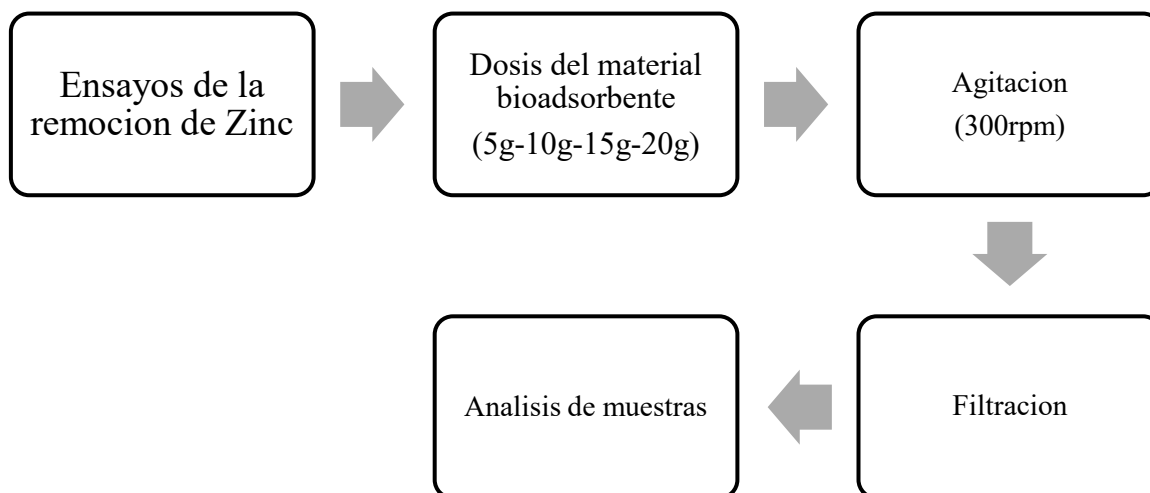 Ensayos de la
remocion de Zinc
Dosis del material
bioadsorbente
(5g-10g-15g-20g)
Agitacion
(300rpm)
Filtracion
Analisis de muestras